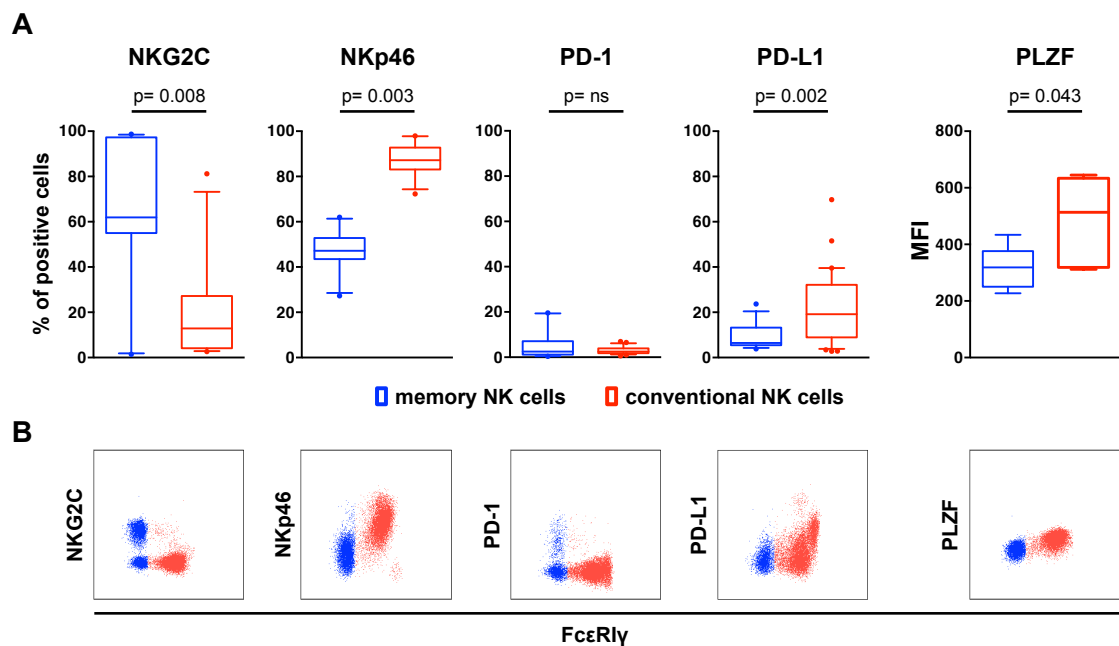 A
NKG2C NKp46 PD-1 PD-L1 PLZF
p= 0.008 p= 0.003 p= ns p= 0.002 p= 0.043
% of positive cells
100 80 60 40 20 0
100 80 60 40 20 0
100 80 60 40 20 0
100 80 60 40 20 0
MFI
800 600 400 200 0
memory NK cells conventional NK cells
B
NKG2C NKp46 PD-1 PD-L1 PLZF
FcεRIγ